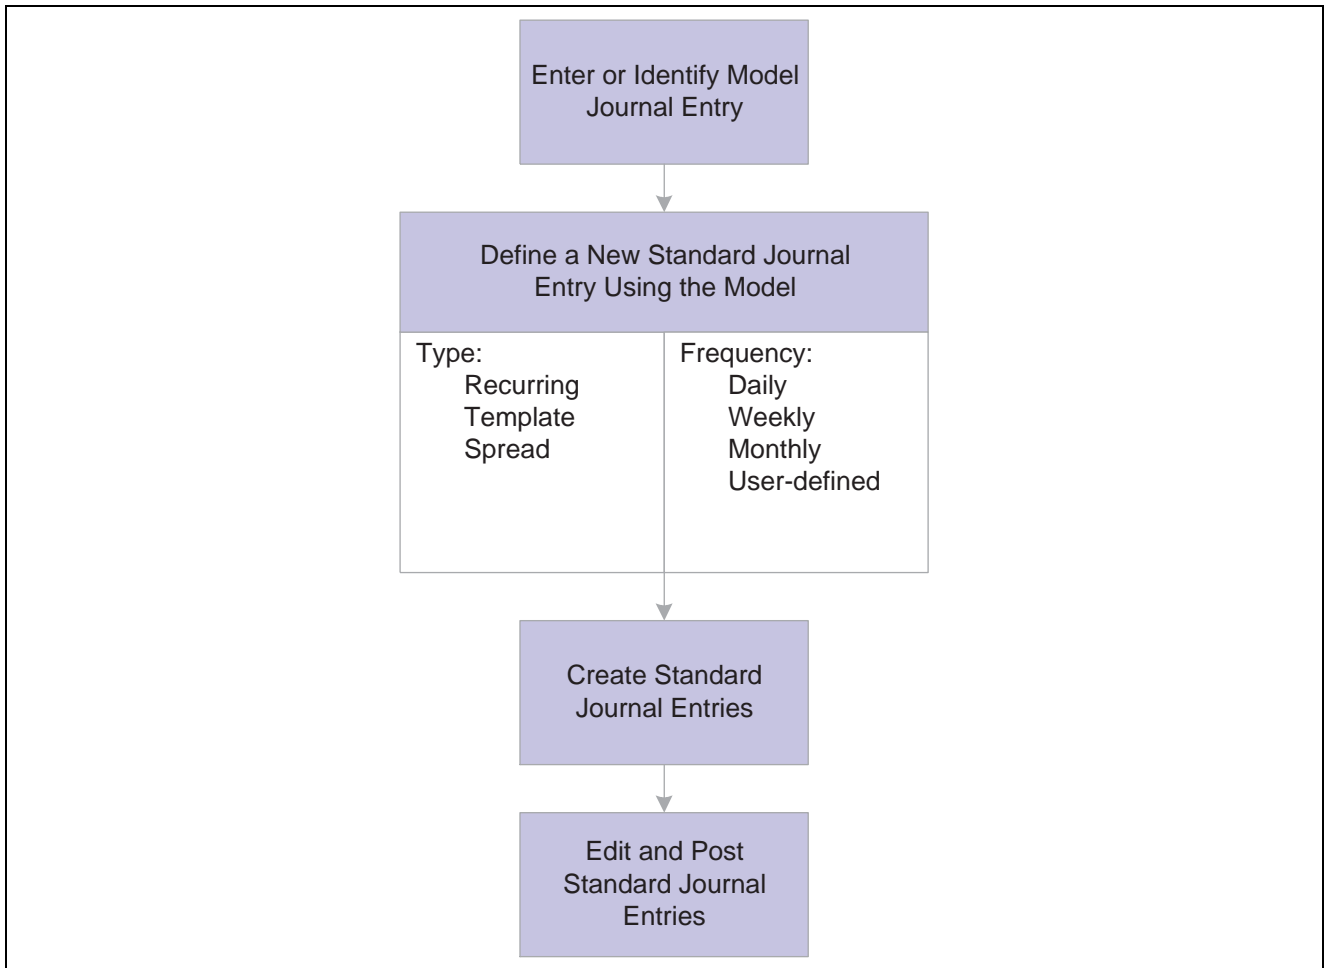 Enter or Identify Model
Journal Entry
Define a New Standard Journal
Entry Using the Model
Type:
Recurring
Template
Spread
Frequency:
Daily
Weekly
Monthly
User-defined
Create Standard
Journal Entries
Edit and Post
Standard Journal
Entries